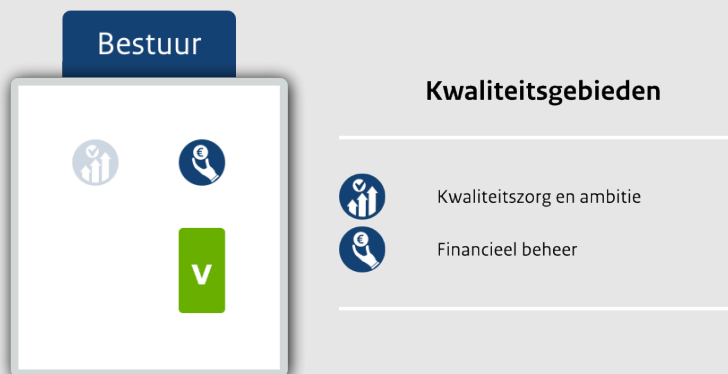 Bestuur
Kwaliteitsgebieden
€
€
Kwaliteitszorg en ambitie
Financieel beheer
V